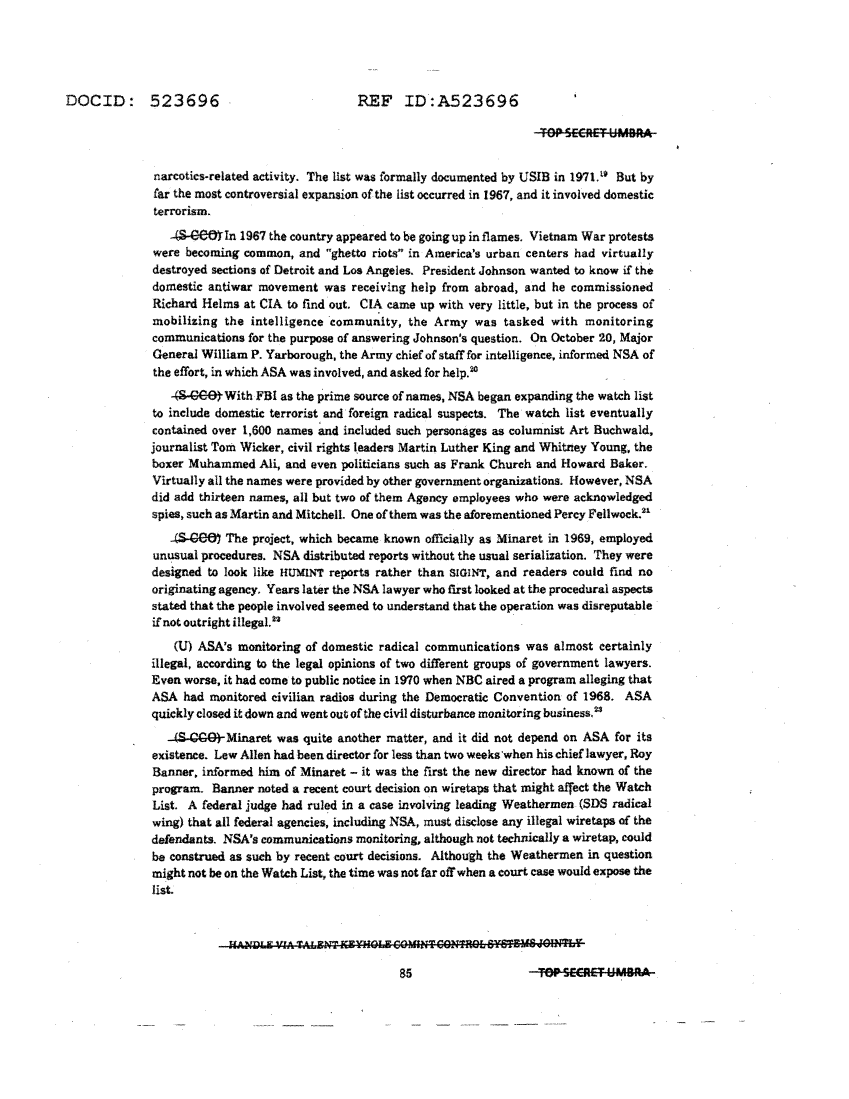 DOCID: 523696 REF ID:A523696
TOP SECRET UMBRA
narcotics-related activity. The list was formally documented by USIB in 1971.19 But by
far the most controversial expansion of the list occurred in 1967, and it involved domestic
terrorism.
(S-CCO) In 1967 the country appeared to be going up in flames. Vietnam War protests
were becoming common, and "ghetto riots" in America's urban centers had virtually
destroyed sections of Detroit and Los Angeles. President Johnson wanted to know if the
domestic antiwar movement was receiving help from abroad, and he commissioned
Richard Helms at CIA to find out. CIA came up with very little, but in the process of
mobilizing the intelligence community, the Army was tasked with monitoring
communications for the purpose of answering Johnson's question. On October 20, Major
General William P. Yarborough, the Army chief of staff for intelligence, informed NSA of
the effort, in which ASA was involved, and asked for help.20
(S-CCO) With FBI as the prime source of names, NSA began expanding the watch list
to include domestic terrorist and foreign radical suspects. The watch list eventually
contained over 1,600 names and included such personages as columnist Art Buchwald,
journalist Tom Wicker, civil rights leaders Martin Luther King and Whitney Young, the
boxer Muhammed Ali, and even politicians such as Frank Church and Howard Baker.
Virtually all the names were provided by other government organizations. However, NSA
did add thirteen names, all but two of them Agency employees who were acknowledged
spies, such as Martin and Mitchell. One of them was the aforementioned Percy Fellwock.21
(S-CCO) The project, which became known officially as Minaret in 1969, employed
unusual procedures. NSA distributed reports without the usual serialization. They were
designed to look like HUMINT reports rather than SIGINT, and readers could find no
originating agency. Years later the NSA lawyer who first looked at the procedural aspects
stated that the people involved seemed to understand that the operation was disreputable
if not outright illegal.22
(U) ASA's monitoring of domestic radical communications was almost certainly
illegal, according to the legal opinions of two different groups of government lawyers.
Even worse, it had come to public notice in 1970 when NBC aired a program alleging that
ASA had monitored civilian radios during the Democratic Convention of 1968. ASA
quickly closed it down and went out of the civil disturbance monitoring business.23
(S-CCO) Minaret was quite another matter, and it did not depend on ASA for its
existence. Lew Allen had been director for less than two weeks when his chief lawyer, Roy
Banner, informed him of Minaret – it was the first the new director had known of the
program. Banner noted a recent court decision on wiretaps that might affect the Watch
List. A federal judge had ruled in a case involving leading Weathermen (SDS radical
wing) that all federal agencies, including NSA, must disclose any illegal wiretaps of the
defendants. NSA's communications monitoring, although not technically a wiretap, could
be construed as such by recent court decisions. Although the Weathermen in question
might not be on the Watch List, the time was not far off when a court case would expose the
list.
HANDLE VIA TALENT KEYHOLE COMINT CONTROL SYSTEMS JOINTLY
85 TOP SECRET UMBRA